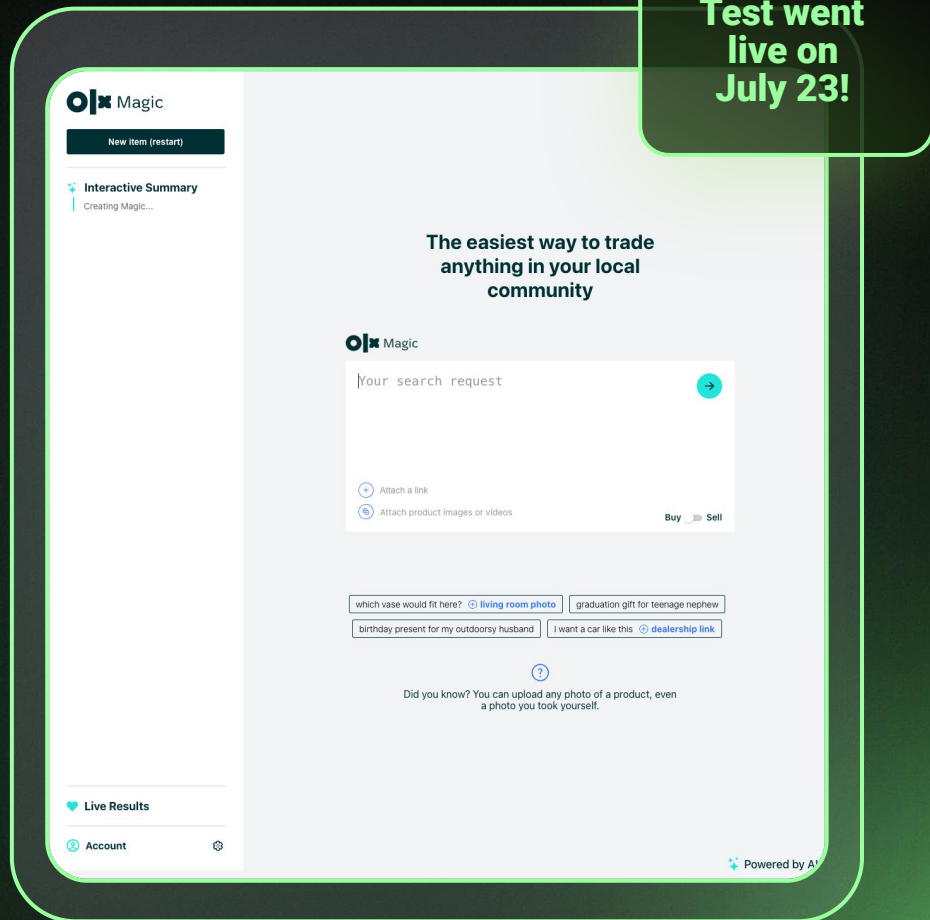 Test went
live on
July 23!
olx Magic
New item (restart)
Interactive Summary
Creating Magic...
The easiest way to trade
anything in your local
community
olx Magic
Your search request
Attach a link
Attach product images or videos
Buy Sell
which vase would fit here? living room photo
graduation gift for teenage nephew
birthday present for my outdoorsy husband
I want a car like this dealership link
?
Did you know? You can upload any photo of a product, even
a photo you took yourself.
Live Results
Account
Powered by AI